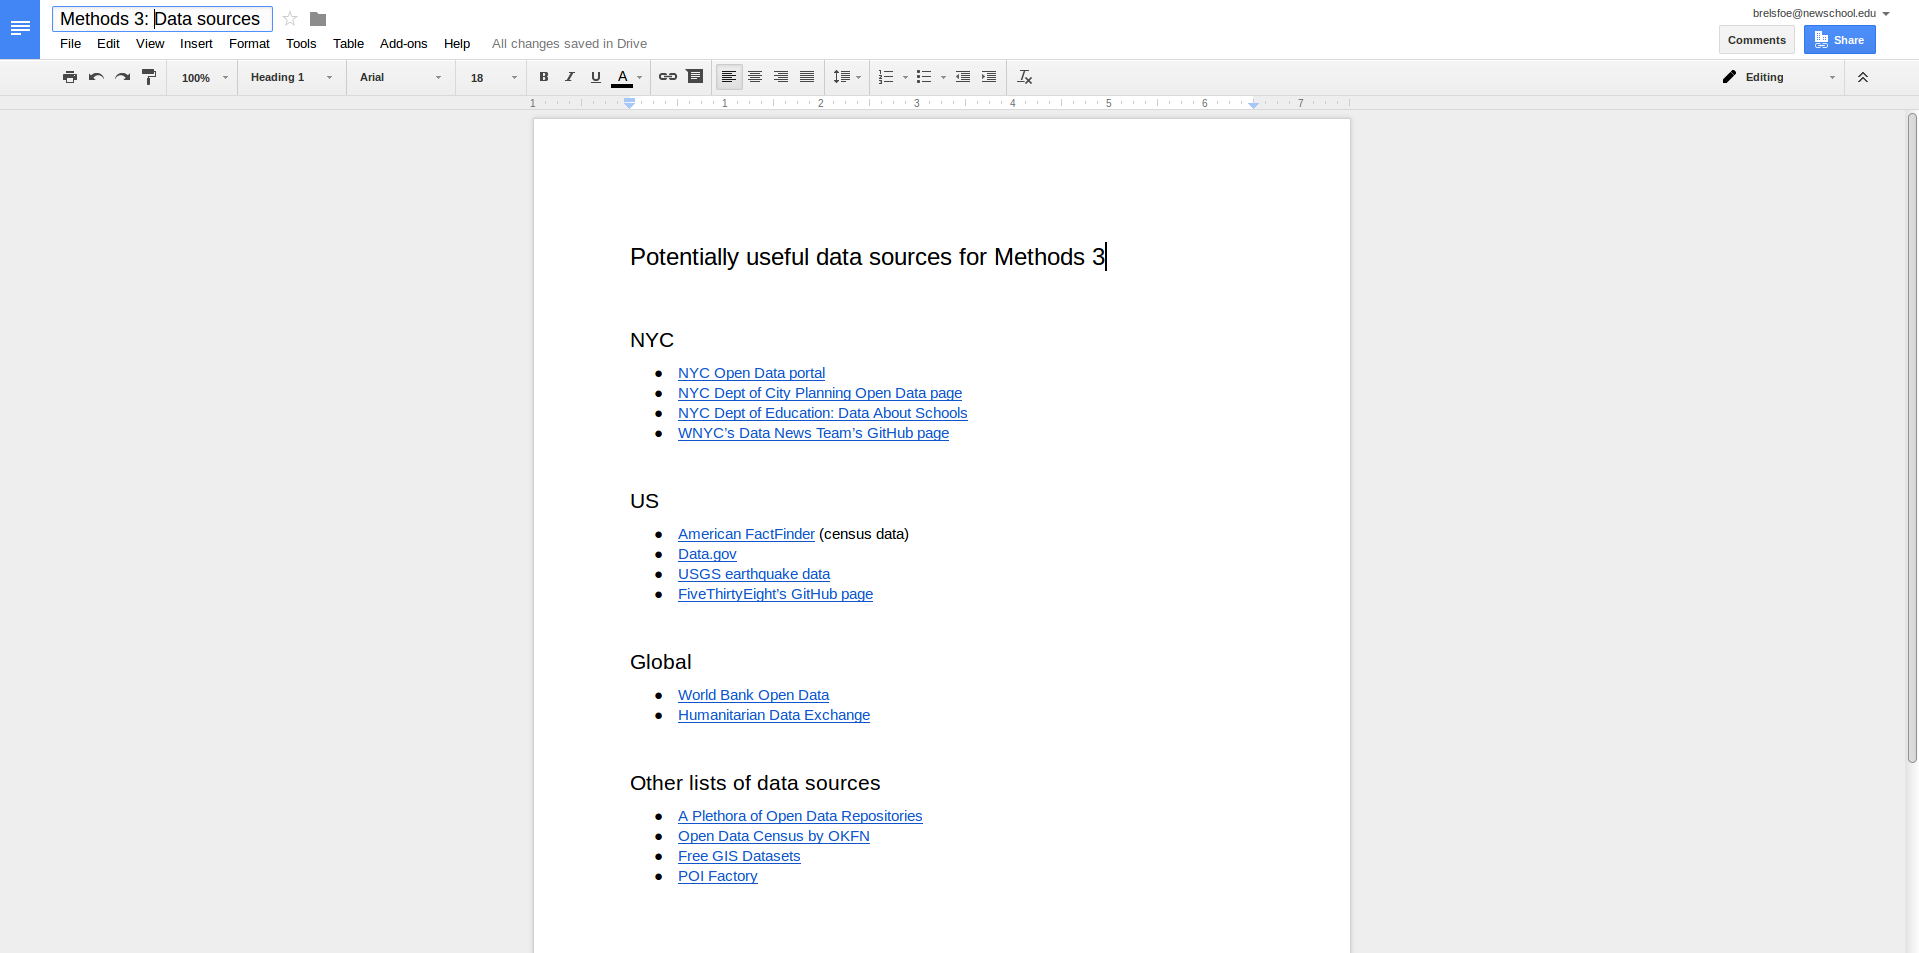 Methods 3: Data sources
brelsfoe@newschool.edu
File Edit View Insert Format Tools Table Add-ons Help All changes saved in Drive
Comments Share
100% Heading 1 Arial 18 B I U A Editing
1 1 2 3 4 5 6 7
Potentially useful data sources for Methods 3
NYC
● NYC Open Data portal
● NYC Dept of City Planning Open Data page
● NYC Dept of Education: Data About Schools
● WNYC’s Data News Team’s GitHub page
US
● American FactFinder (census data)
● Data.gov
● USGS earthquake data
● FiveThirtyEight’s GitHub page
Global
● World Bank Open Data
● Humanitarian Data Exchange
Other lists of data sources
● A Plethora of Open Data Repositories
● Open Data Census by OKFN
● Free GIS Datasets
● POI Factory